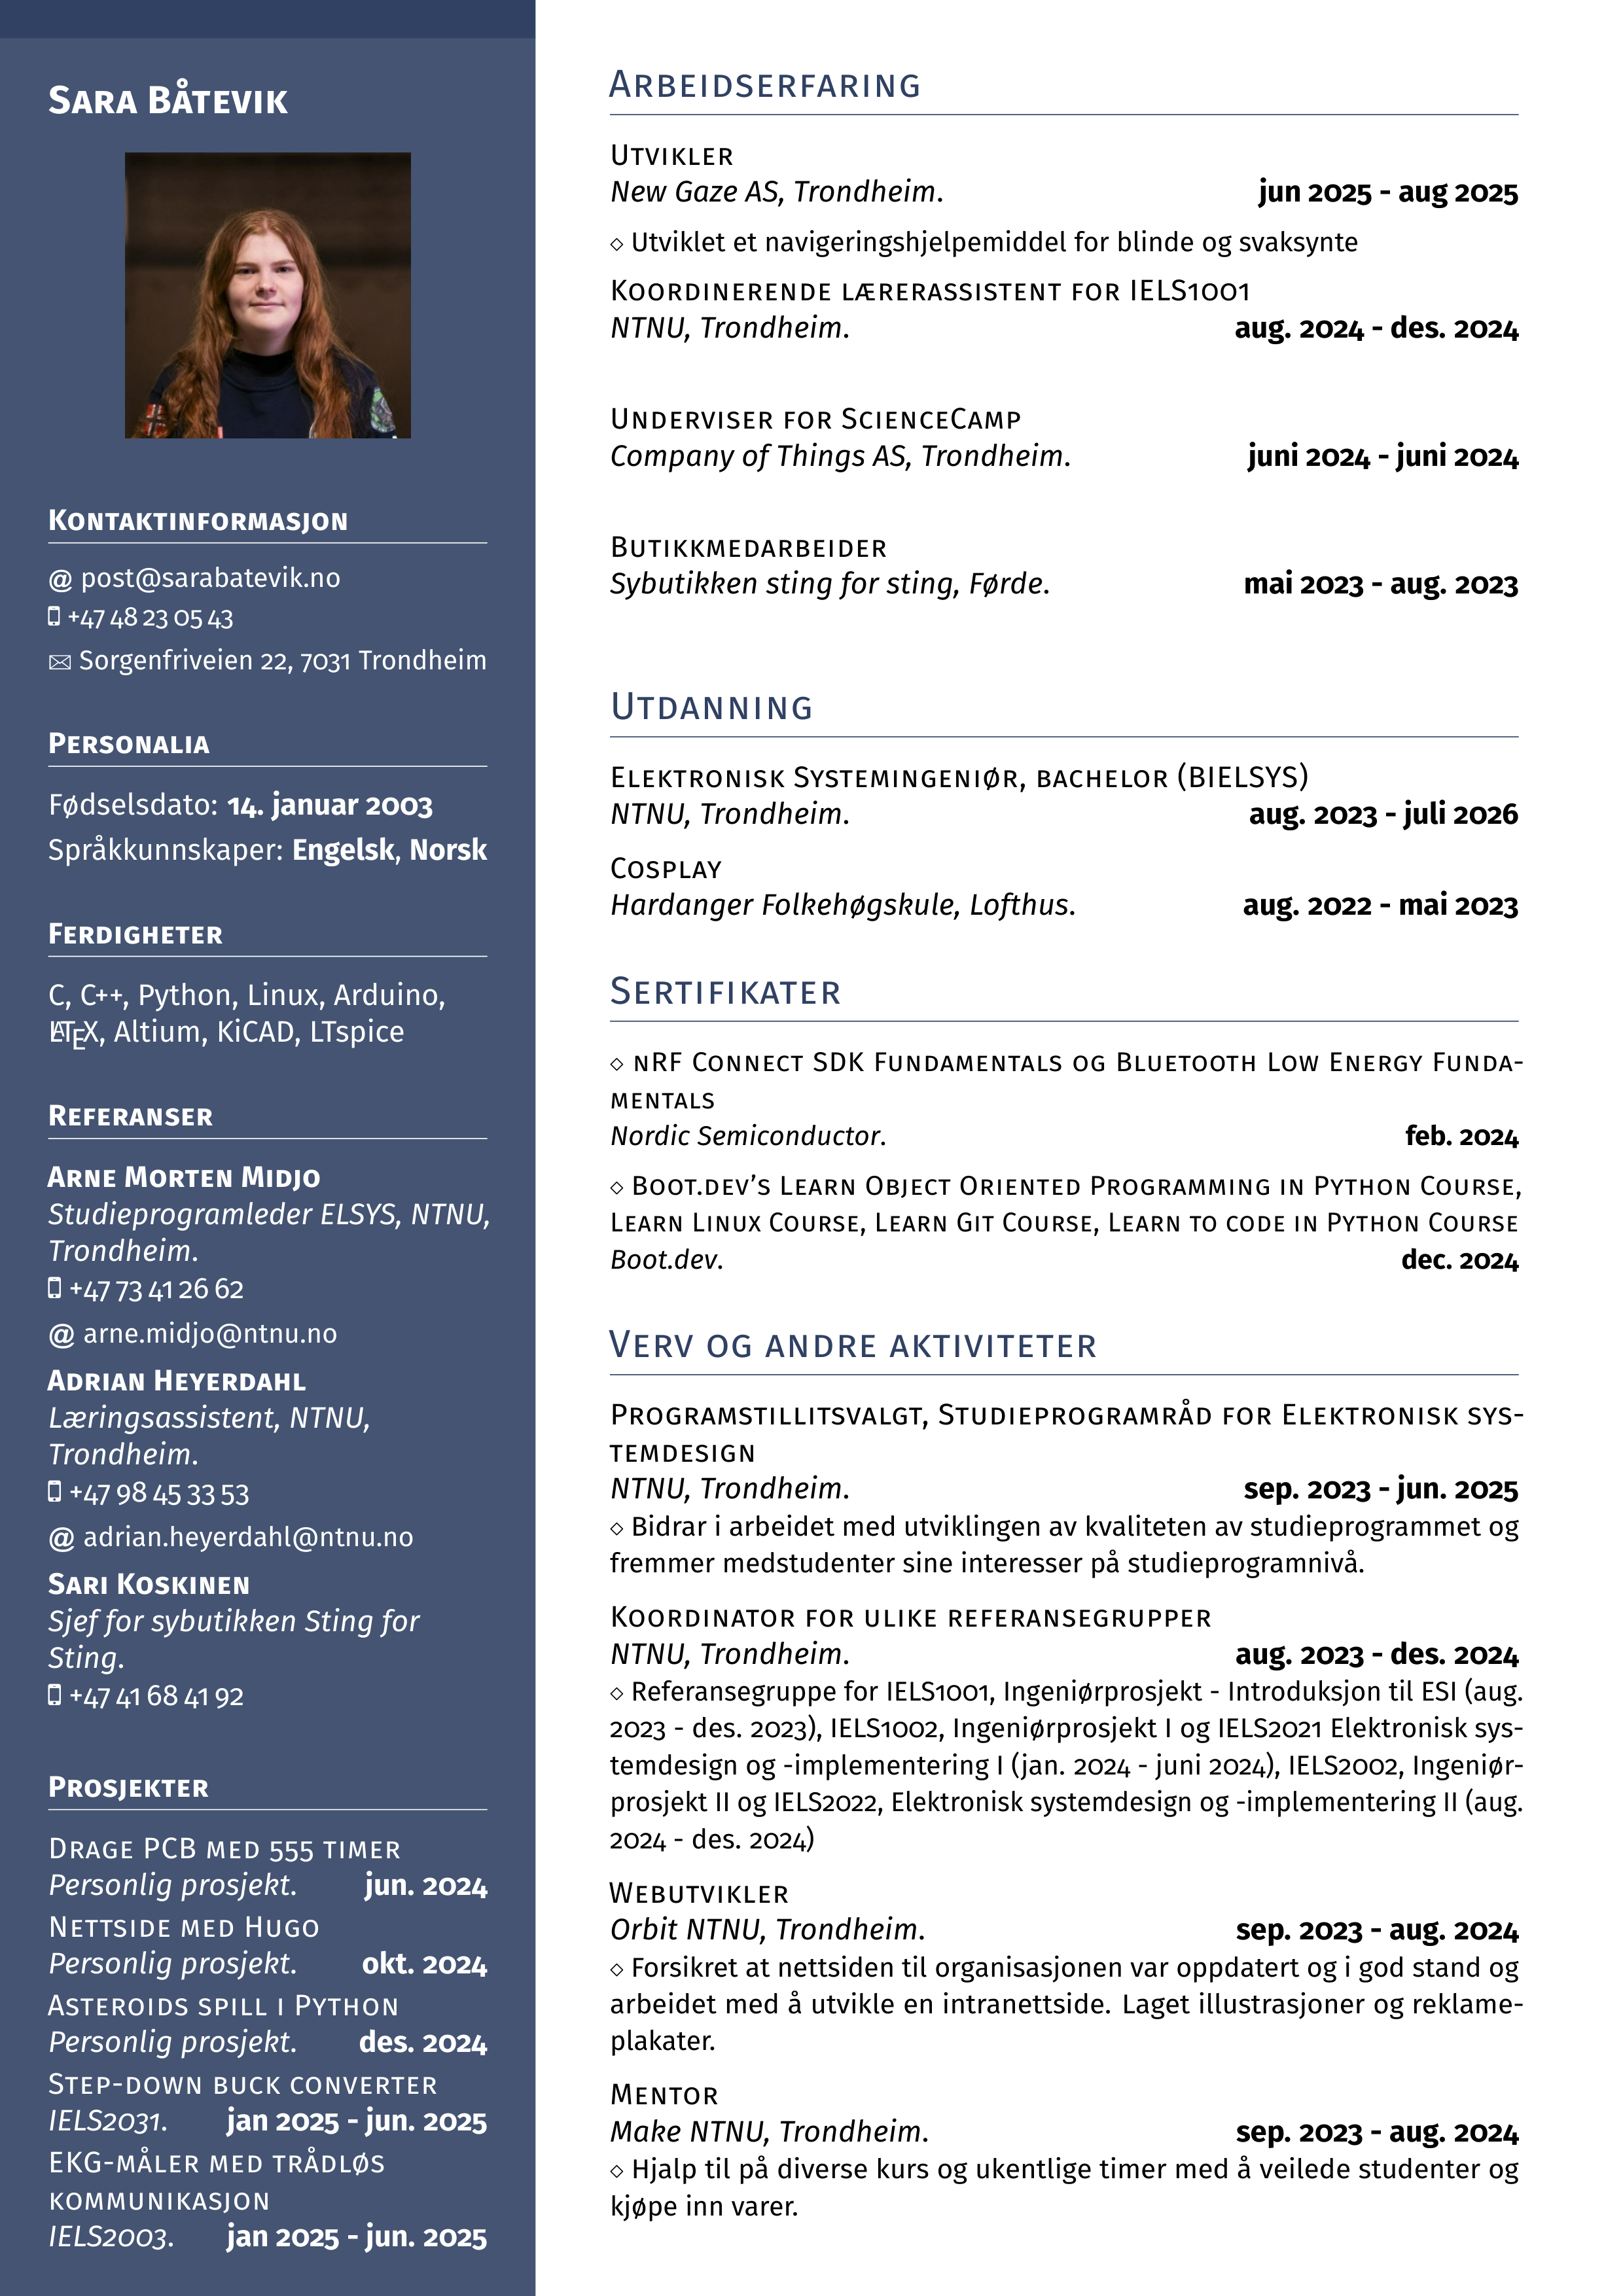 Sara Båtevik
Kontaktinformasjon
@ post@sarabatevik.no
+47 48 23 05 43
Sorgenfriveien 22, 7031 Trondheim
Personalia
Fødselsdato: 14. januar 2003
Språkkunnskaper: Engelsk, Norsk
Ferdigheter
C, C++, Python, Linux, Arduino,
LATEX, Altium, KiCAD, LTspice
Referanser
Arne Morten Midjo
Studieprogramleder ELSYS, NTNU,
Trondheim.
+47 73 41 26 62
@ arne.midjo@ntnu.no
Adrian Heyerdahl
Læringsassistent, NTNU,
Trondheim.
+47 98 45 33 53
@ adrian.heyerdahl@ntnu.no
Sari Koskinen
Sjef for sybutikken Sting for
Sting.
+47 41 68 41 92
Prosjekter
Drage PCB med 555 timer
Personlig prosjekt. jun. 2024
Nettside med Hugo
Personlig prosjekt. okt. 2024
Asteroids spill i Python
Personlig prosjekt. des. 2024
Step-down buck converter
IELS2031. jan 2025 - jun. 2025
EKG-måler med trådløs
kommunikasjon
IELS2003. jan 2025 - jun. 2025
Arbeidserfaring
Utvikler
New Gaze AS, Trondheim. jun 2025 - aug 2025
◇ Utviklet et navigeringshjelpemiddel for blinde og svaksynte
Koordinerende lærerassistent for IELS1001
NTNU, Trondheim. aug. 2024 - des. 2024
Underviser for ScienceCamp
Company of Things AS, Trondheim. juni 2024 - juni 2024
Butikkmedarbeider
Sybutikken sting for sting, Førde. mai 2023 - aug. 2023
Utdanning
Elektronisk Systemingeniør, bachelor (BIELSYS)
NTNU, Trondheim. aug. 2023 - juli 2026
Cosplay
Hardanger Folkehøgskule, Lofthus. aug. 2022 - mai 2023
Sertifikater
◇ nRF Connect SDK Fundamentals og Bluetooth Low Energy Funda-
mentals
Nordic Semiconductor. feb. 2024
◇ Boot.dev's Learn Object Oriented Programming in Python Course,
Learn Linux Course, Learn Git Course, Learn to code in Python Course
Boot.dev. dec. 2024
Verv og andre aktiviteter
Programstillitsvalgt, Studieprogramråd for Elektronisk sys-
temdesign
NTNU, Trondheim. sep. 2023 - jun. 2025
◇ Bidrar i arbeidet med utviklingen av kvaliteten av studieprogrammet og
fremmer medstudenter sine interesser på studieprogramnivå.
Koordinator for ulike referansegrupper
NTNU, Trondheim. aug. 2023 - des. 2024
◇ Referansegruppe for IELS1001, Ingeniørprosjekt - Introduksjon til ESI (aug.
2023 - des. 2023), IELS1002, Ingeniørprosjekt I og IELS2021 Elektronisk sys-
temdesign og -implementering I (jan. 2024 - juni 2024), IELS2002, Ingeniør-
prosjekt II og IELS2022, Elektronisk systemdesign og -implementering II (aug.
2024 - des. 2024)
Webutvikler
Orbit NTNU, Trondheim. sep. 2023 - aug. 2024
◇ Forsikret at nettsiden til organisasjonen var oppdatert og i god stand og
arbeidet med å utvikle en intranettside. Laget illustrasjoner og reklame-
plakater.
Mentor
Make NTNU, Trondheim. sep. 2023 - aug. 2024
◇ Hjalp til på diverse kurs og ukentlige timer med å veilede studenter og
kjøpe inn varer.